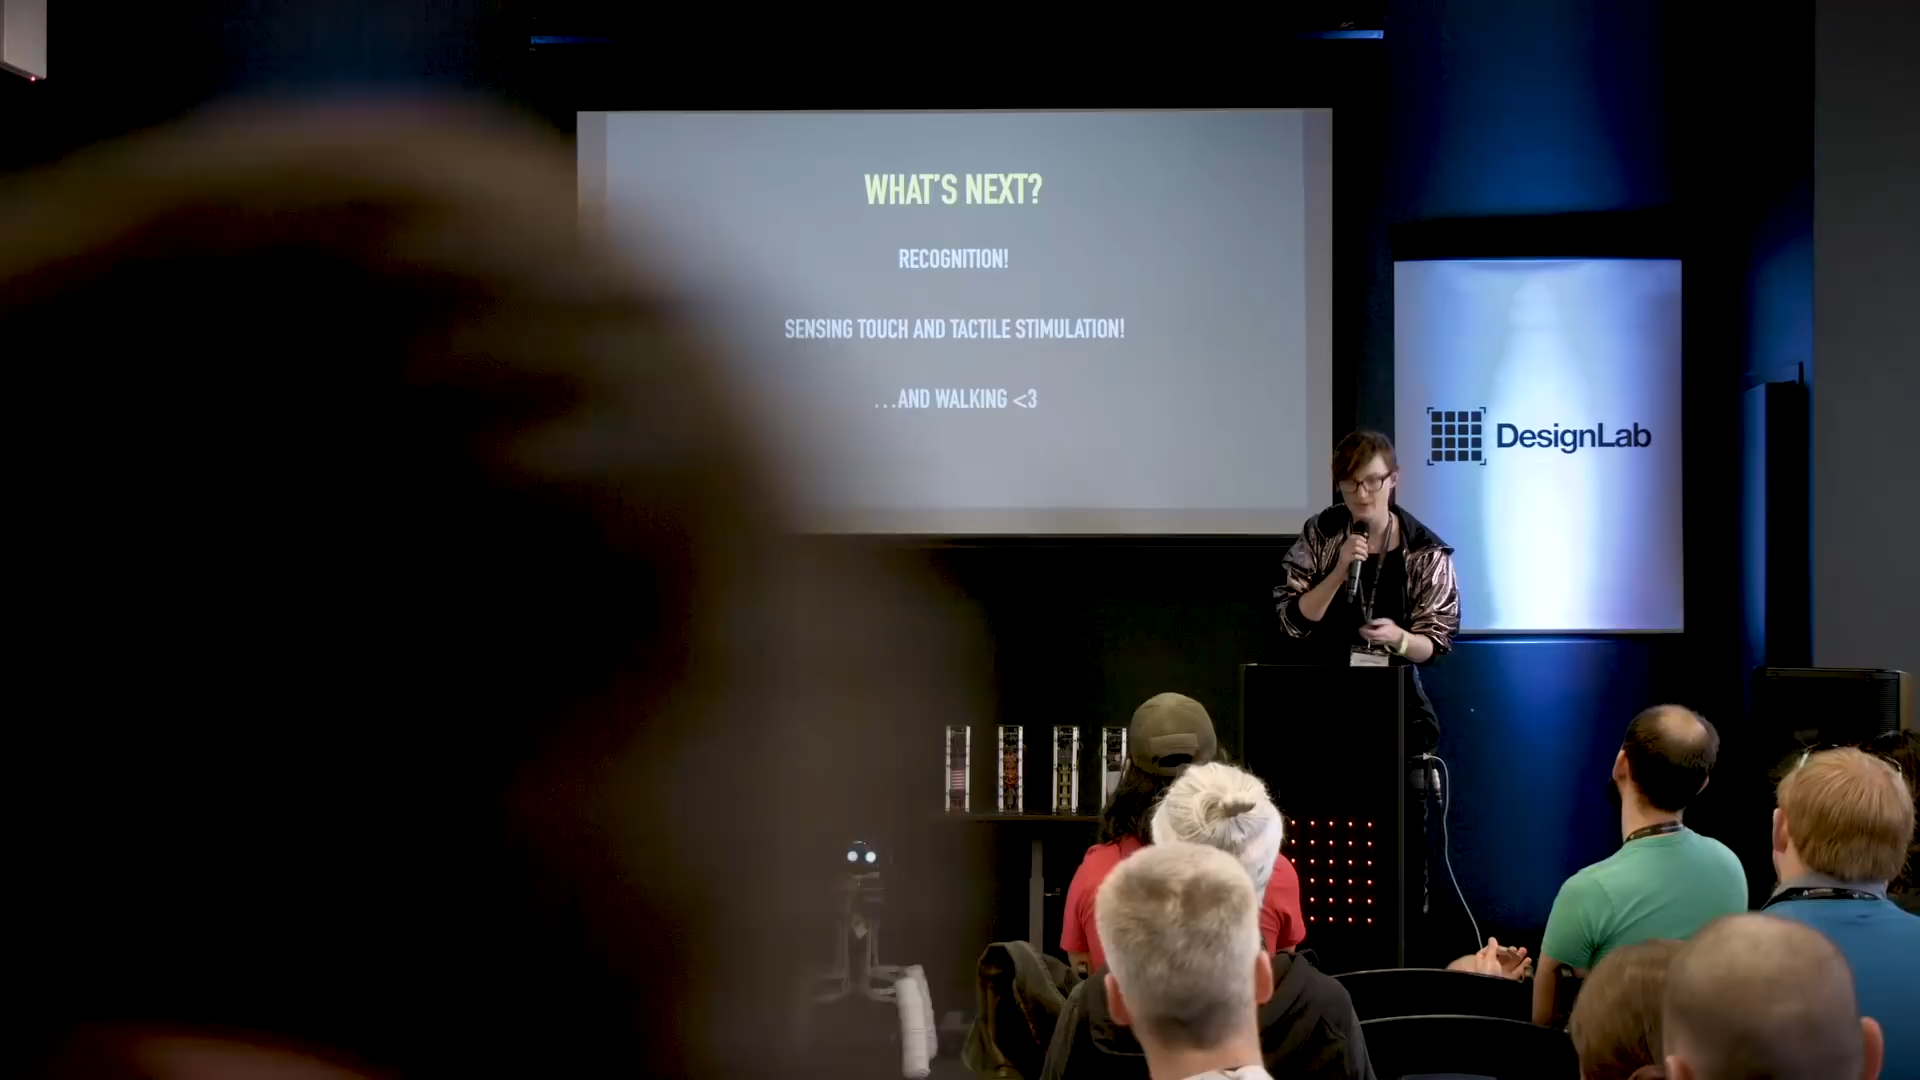 WHAT'S NEXT?
RECOGNITION!
SENSING TOUCH AND TACTILE STIMULATION!
...AND WALKING <3
DesignLab